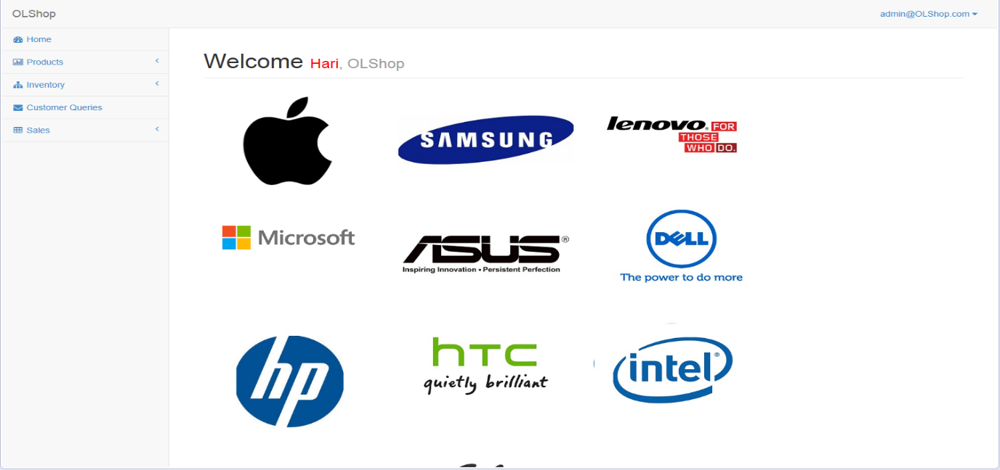 OLShop
admin@OLShop.com
Home
Products
Inventory
Customer Queries
Sales
Welcome Hari, OLShop
SAMSUNG
lenovo. FOR
THOSE
WHO DO.
Microsoft
ASUS®
Inspiring Innovation • Persistent Perfection
DELL
The power to do more
hp
hTC
quietly brilliant
intel®